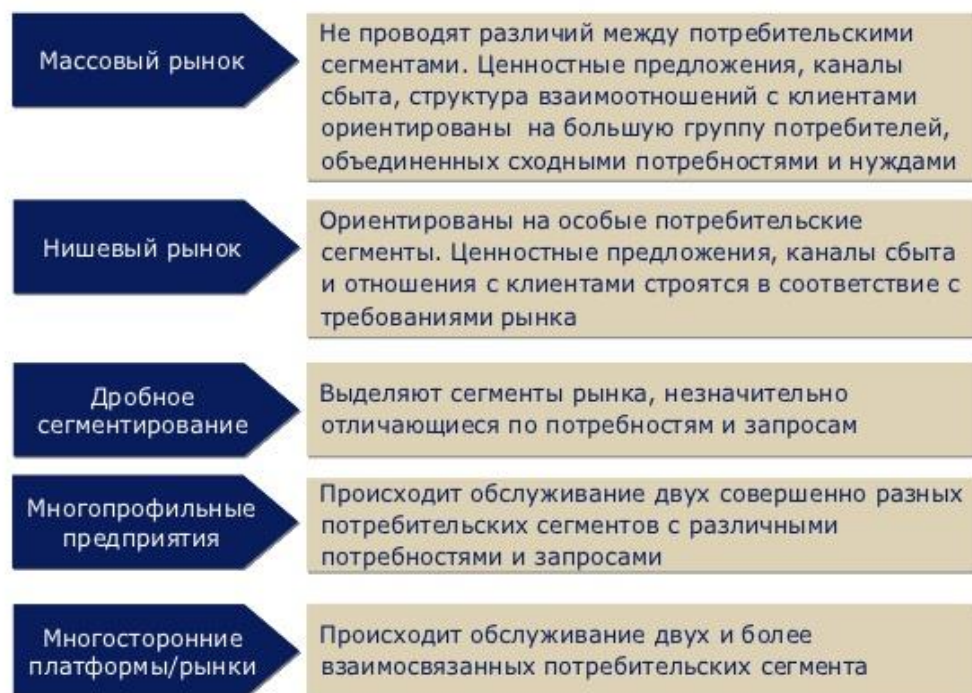 Массовый рынок
Не проводят различий между потребительскими
сегментами. Ценностные предложения, каналы
сбыта, структура взаимоотношений с клиентами
ориентированы на большую группу потребителей,
объединенных сходными потребностями и нуждами
Нишевый рынок
Ориентированы на особые потребительские
сегменты. Ценностные предложения, каналы сбыта
и отношения с клиентами строятся в соответствие с
требованиями рынка
Дробное
сегментирование
Выделяют сегменты рынка, незначительно
отличающиеся по потребностям и запросам
Многопрофильные
предприятия
Происходит обслуживание двух совершенно разных
потребительских сегментов с различными
потребностями и запросами
Многосторонние
платформы/рынки
Происходит обслуживание двух и более
взаимосвязанных потребительских сегмента